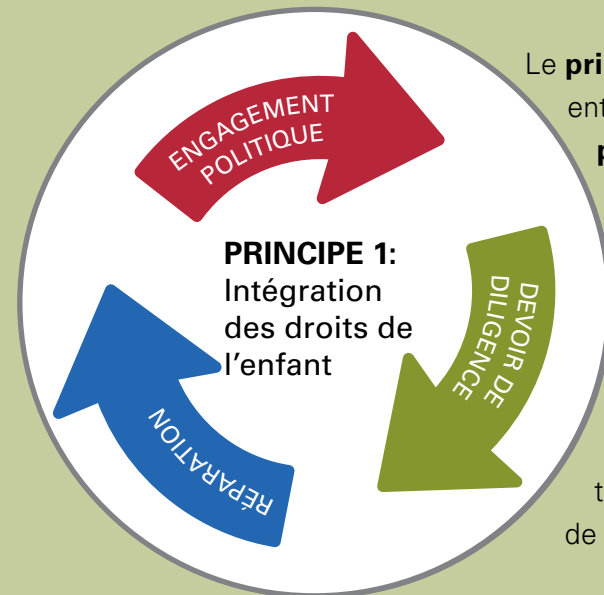 ENGAGEMENT
POLITIQUE
PRINCIPE 1:
Intégration
des droits de
l’enfant
DEVOIR DE
DILIGENCE
RÉPARATION
Le
de